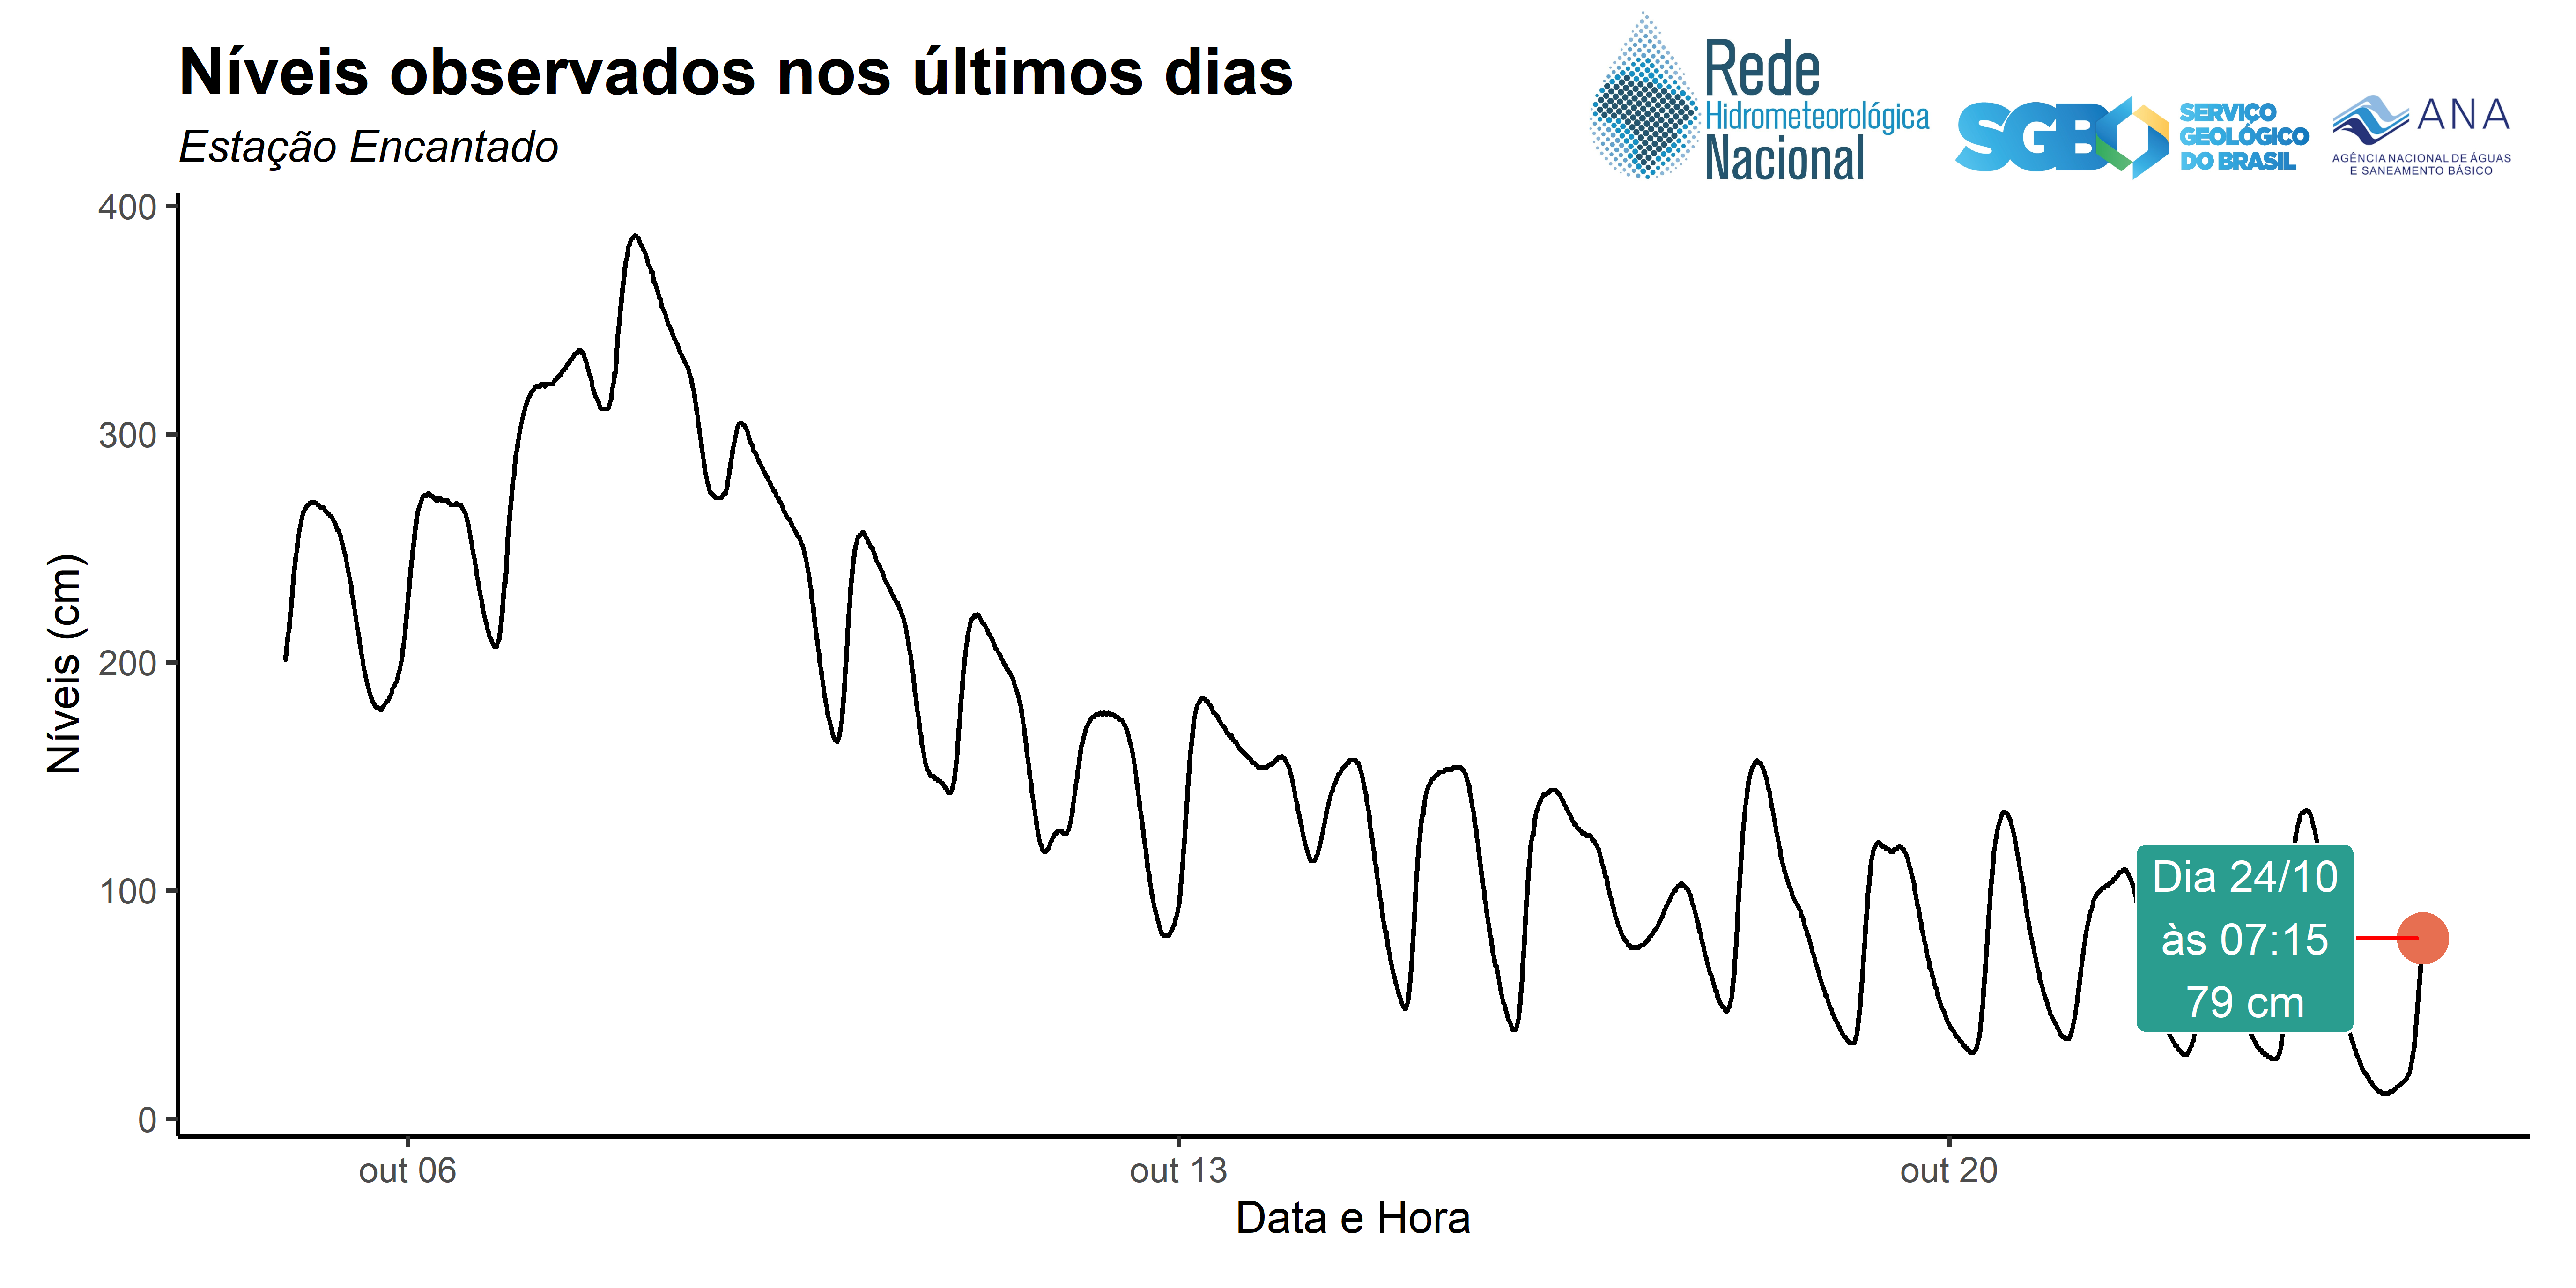 Níveis observados nos últimos dias
Estação Encantado
Rede
Hidrometeorológica
Nacional
SGB
SERVIÇO
GEOLÓGICO
DO BRASIL
ANA
AGÊNCIA NACIONAL DE ÁGUAS
E SANEAMENTO BÁSICO
Níveis (cm)
400
300
200
100
0
Dia 24/10
às 07:15
79 cm
out 06
out 13
out 20
Data e Hora